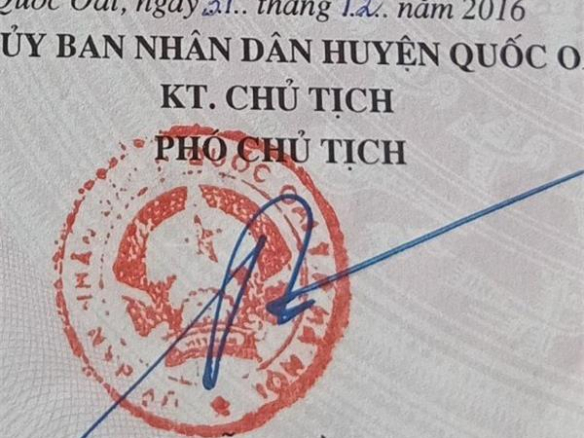 Quốc Oai, ngày 31.. tháng 12.. năm 2016
ỦY BAN NHÂN DÂN HUYỆN QUỐC O
KT. CHỦ TỊCH
PHÓ CHỦ TỊCH